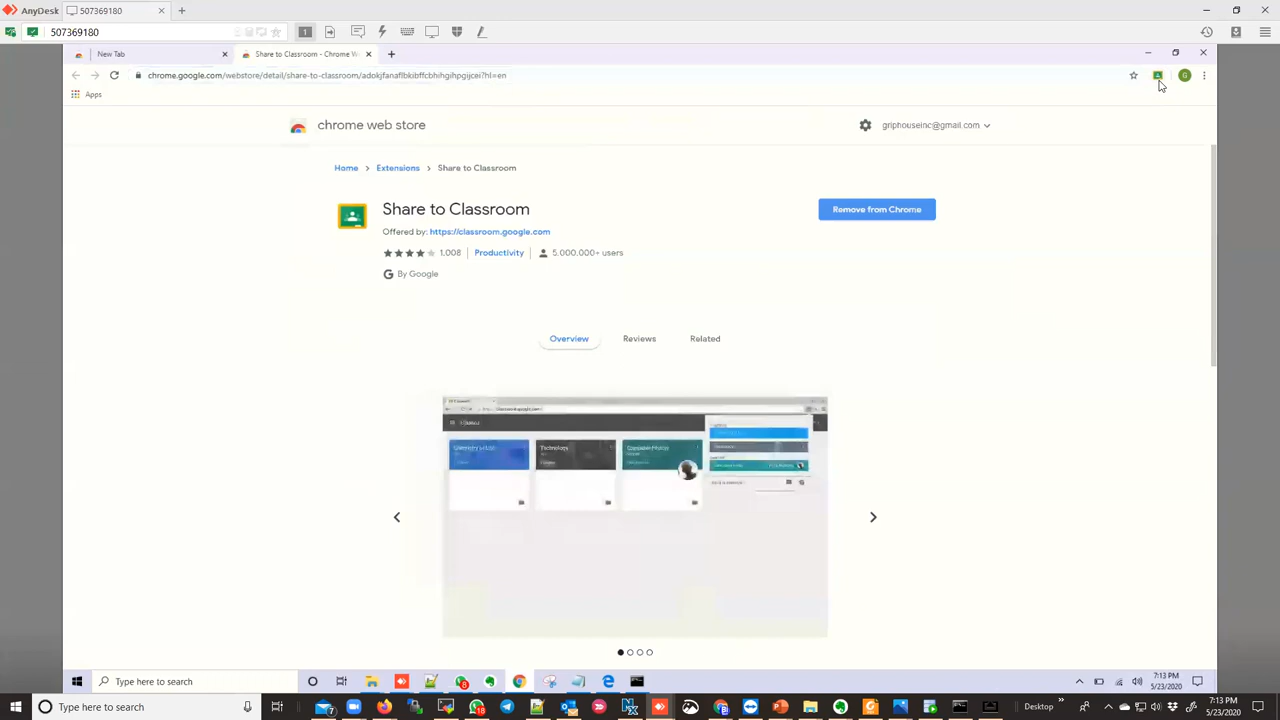 AnyDesk
507369180
507369180
1
New Tab
Share to Classroom - Chrome We
chrome.google.com/webstore/detail/share-to-classroom/adokjfanaflbkibffcbhihgihpgijcei?hl=en
G
Apps
chrome web store
griphouseinc@gmail.com
Home > Extensions > Share to Classroom
Share to Classroom
Remove from Chrome
Offered by: https://classroom.google.com
1,008
Productivity
5,000,000+ users
By Google
Overview
Reviews
Related
Technology
Type here to search
7:13 PM
5/23/2020
Type here to search
Desktop
7:13 PM
5/23/2020